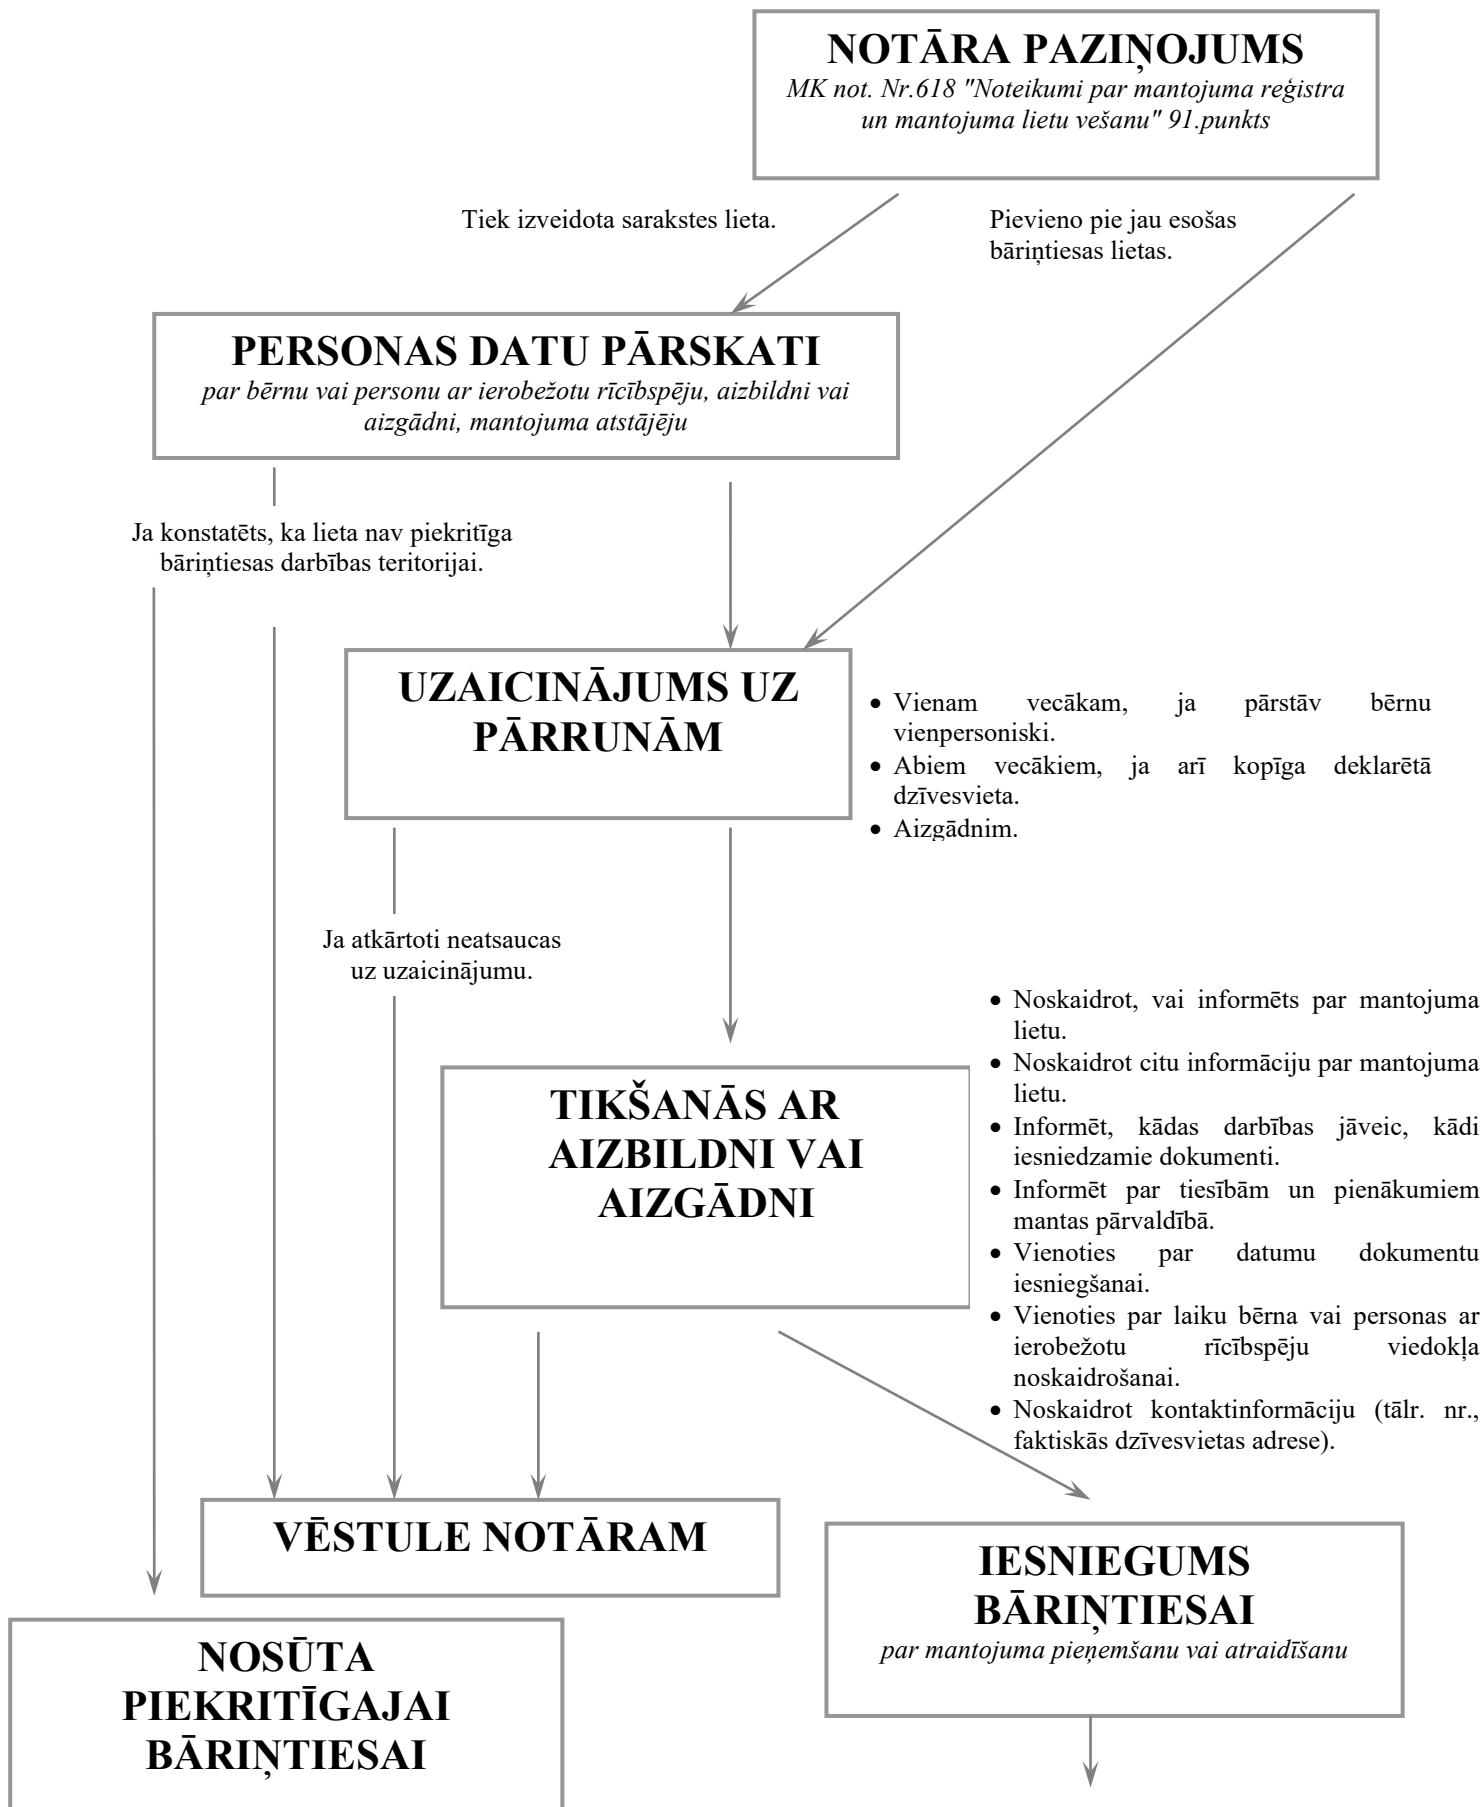 NOTĀRA PAZIŅOJUMS
MK not. Nr.618 "Noteikumi par mantojuma reģistra
un mantojuma lietu vešanu" 91.punkts
Tiek izveidota sarakstes lieta.
Pievieno pie jau esošas
bāriņtiesas lietas.
PERSONAS DATU PĀRSKATI
par bērnu vai personu ar ierobežotu rīcībspēju, aizbildni vai
aizgādni, mantojuma atstājēju
Ja konstatēts, ka lieta nav piekritīga
bāriņtiesas darbības teritorijai.
UZAICINĀJUMS UZ
PĀRRUNĀM
• Vienam vecākam, ja pārstāv bērnu
vienpersoniski.
• Abiem vecākiem, ja arī kopīga deklarētā
dzīvesvieta.
• Aizgādnim.
Ja atkārtoti neatsaucas
uz uzaicinājumu.
TIKŠANĀS AR
AIZBILDNI VAI
AIZGĀDNI
• Noskaidrot, vai informēts par mantojuma
lietu.
• Noskaidrot citu informāciju par mantojuma
lietu.
• Informēt, kādas darbības jāveic, kādi
iesniedzamie dokumenti.
• Informēt par tiesībām un pienākumiem
mantas pārvaldībā.
• Vienoties par datumu dokumentu
iesniegšanai.
• Vienoties par laiku bērna vai personas ar
ierobežotu rīcībspēju viedokļa
noskaidrošanai.
• Noskaidrot kontaktinformāciju (tālr. nr.,
faktiskās dzīvesvietas adrese).
VĒSTULE NOTĀRAM
IESNIEGUMS
BĀRIŅTIESAI
par mantojuma pieņemšanu vai atraidīšanu
NOSŪTA
PIEKRITĪGAJAI
BĀRIŅTIESAI